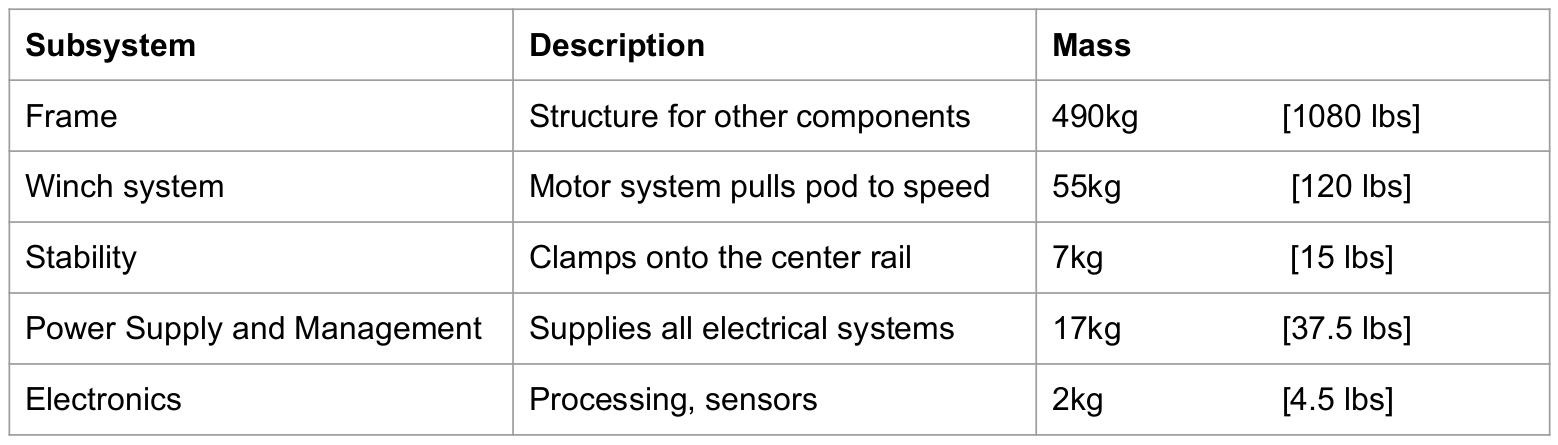 Subsystem Description Mass
Frame Structure for other components 490kg [1080 lbs]
Winch system Motor system pulls pod to speed 55kg [120 lbs]
Stability Clamps onto the center rail 7kg [15 lbs]
Power Supply and Management Supplies all electrical systems 17kg [37.5 lbs]
Electronics Processing, sensors 2kg [4.5 lbs]